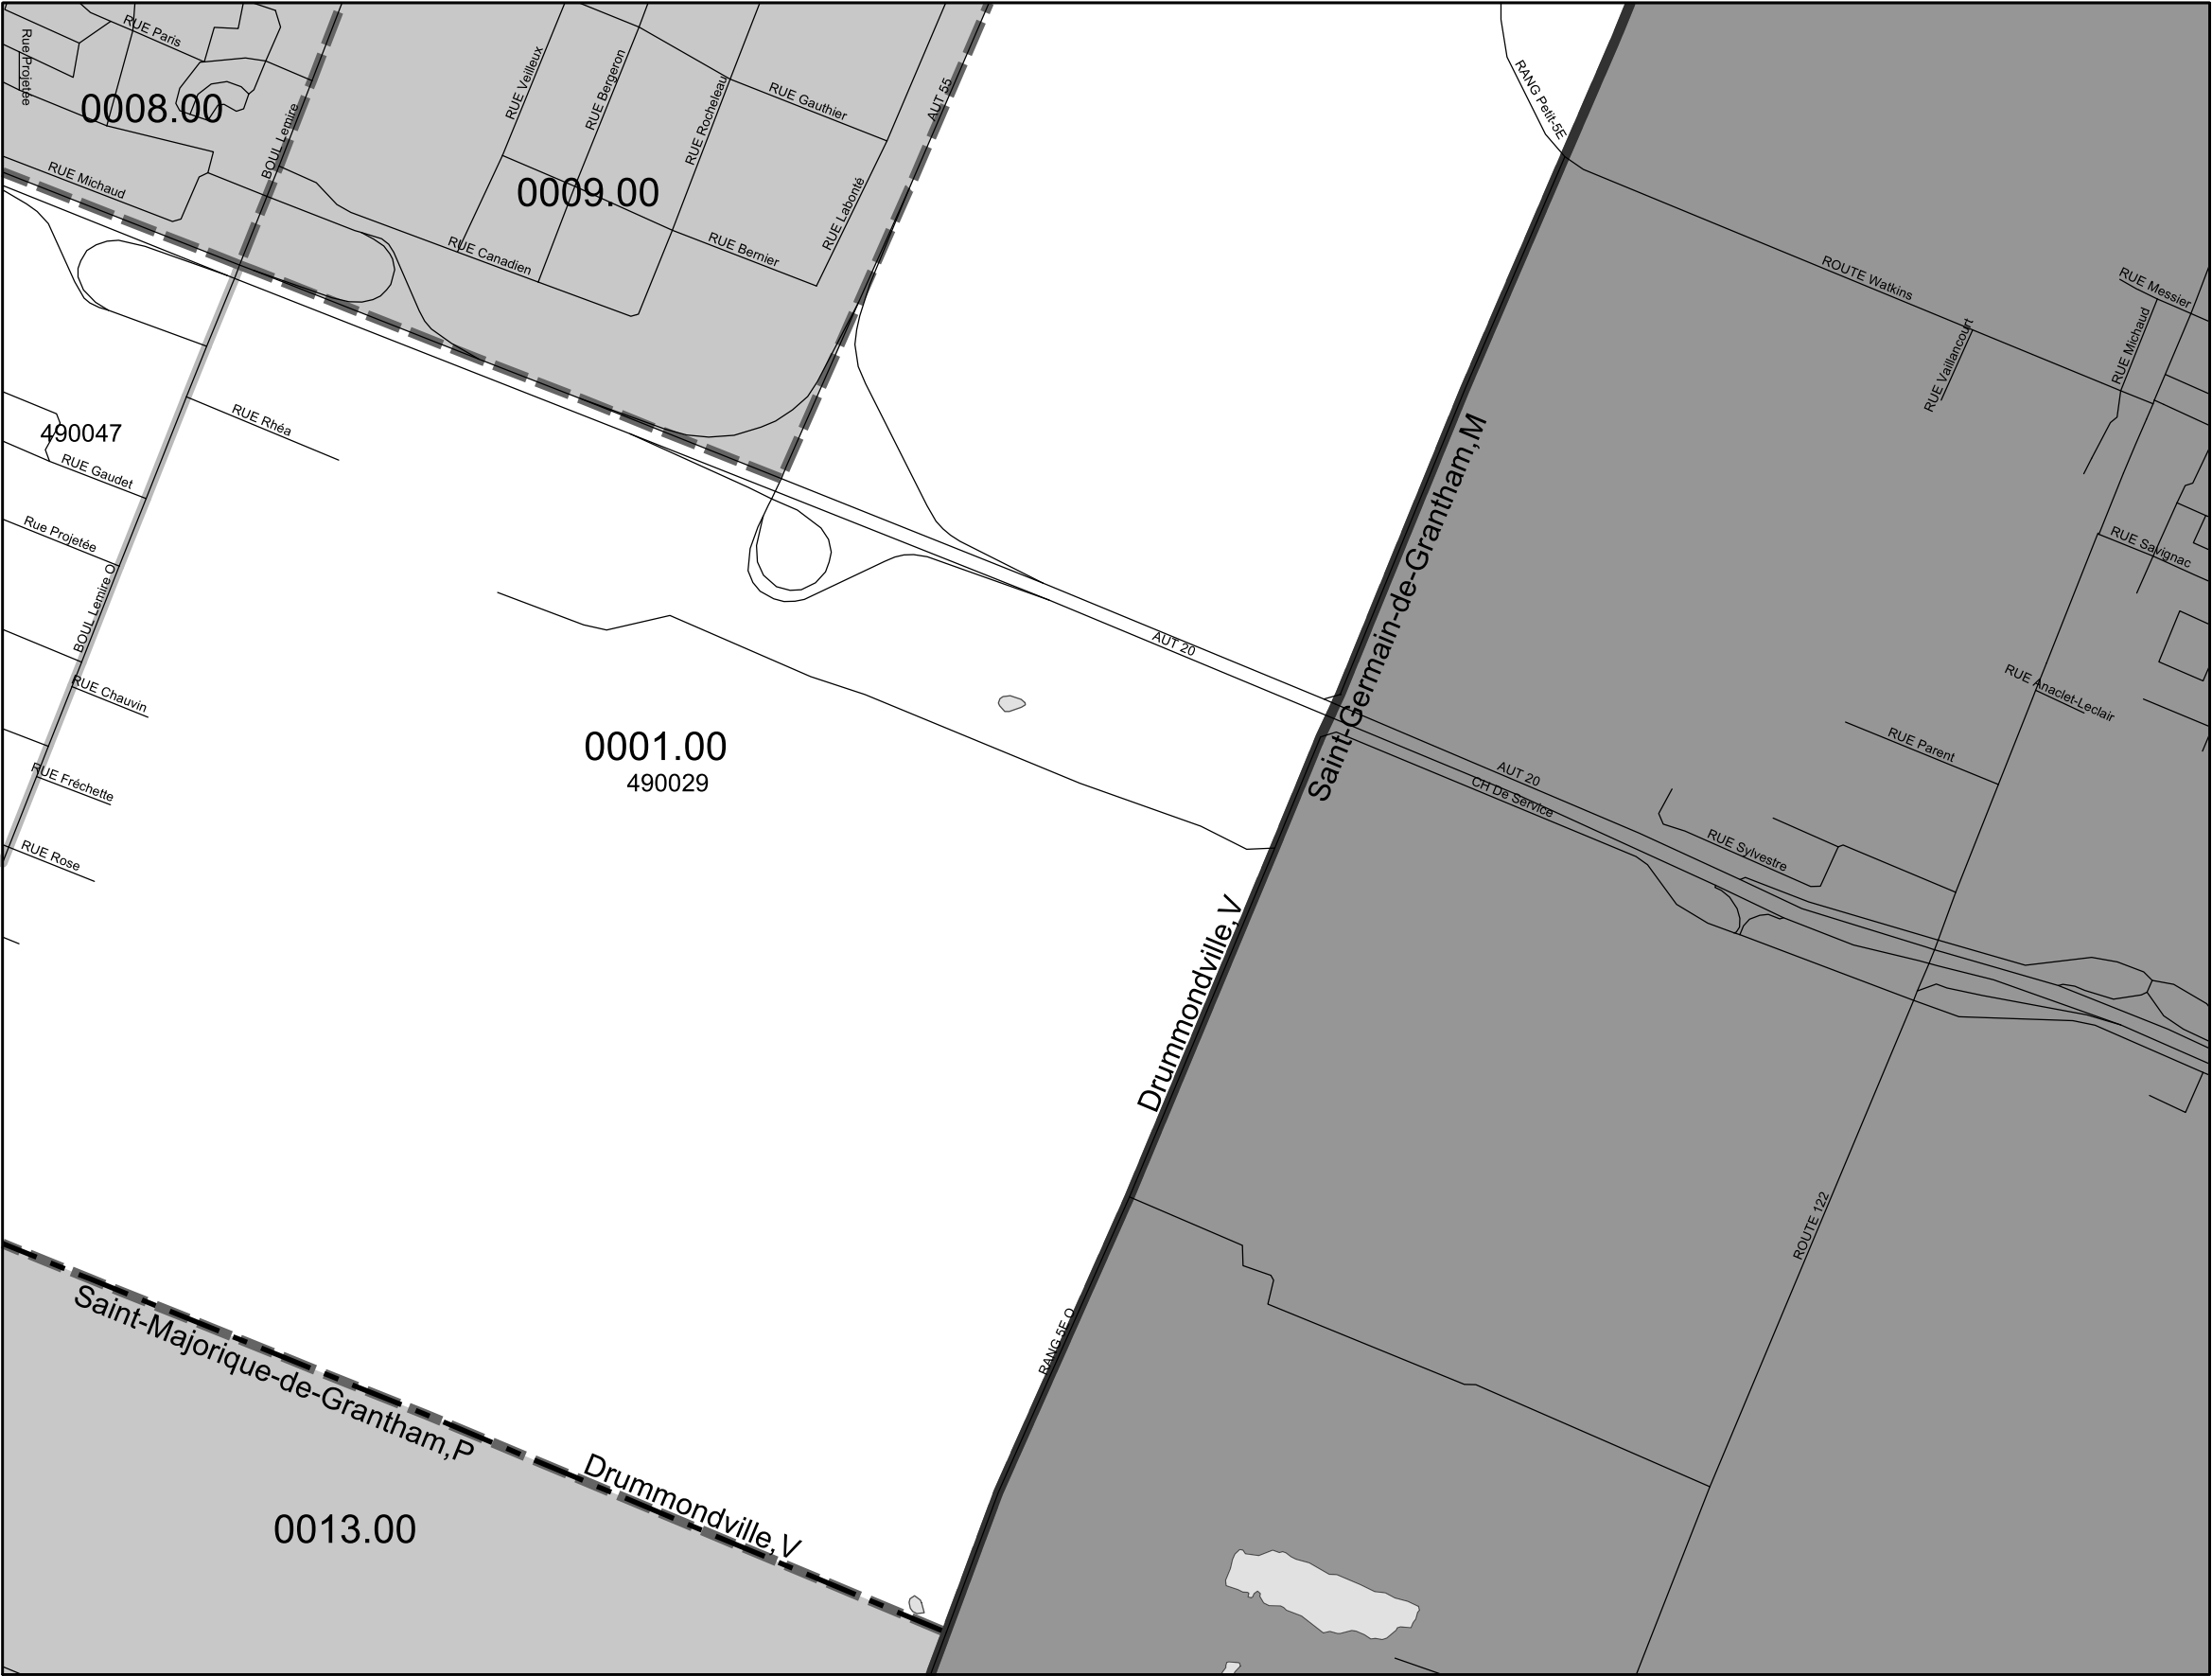 RUE Paris
Rue Projetée
0008.00
RUE Michaud
BOUL Lemire
RUE Veilleux
RUE Bergeron
RUE Rocheleau
RUE Gauthier
AUT 55
0009.00
RUE Labonté
RUE Bernier
RUE Canadien
RANG Petit-5E
ROUTE Watkins
RUE Messier
RUE Michaud
RUE Vaillancourt
490047
RUE Rhéa
RUE Gaudet
Rue Projetée
BOUL Lemire O
RUE Chauvin
RUE Fréchette
RUE Rose
AUT 20
0001.00
490029
Saint-Germain-de-Grantham,M
Drummondville,V
RUE Savignac
RUE Anaclet-Leclair
RUE Parent
AUT 20
CH De Service
RUE Sylvestre
ROUTE 122
RANG 5E O
Saint-Majorique-de-Grantham,P
Drummondville,V
0013.00